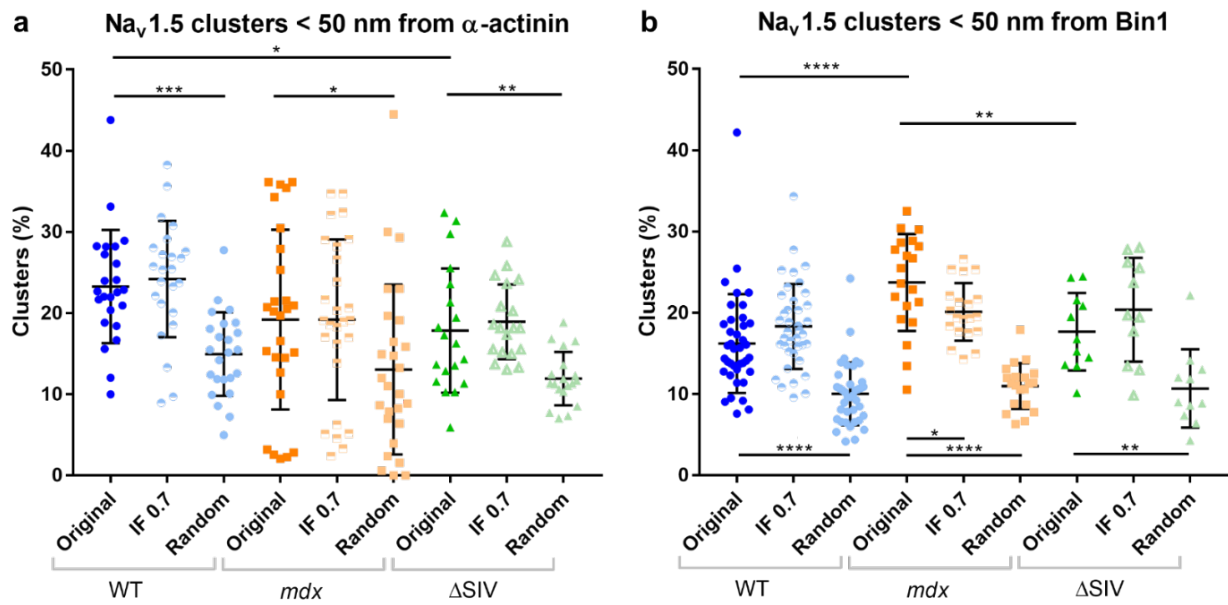 a Na_v1.5 clusters < 50 nm from α-actinin
Clusters (%)
50
40
30
20
10
0
*
***
*
**
Original
IF 0.7
Random
Original
IF 0.7
Random
Original
IF 0.7
Random
WT
mdx
ΔSIV
b Na_v1.5 clusters < 50 nm from Bin1
Clusters (%)
50
40
30
20
10
0
****
**
****
*
****
**
Original
IF 0.7
Random
Original
IF 0.7
Random
Original
IF 0.7
Random
WT
mdx
ΔSIV